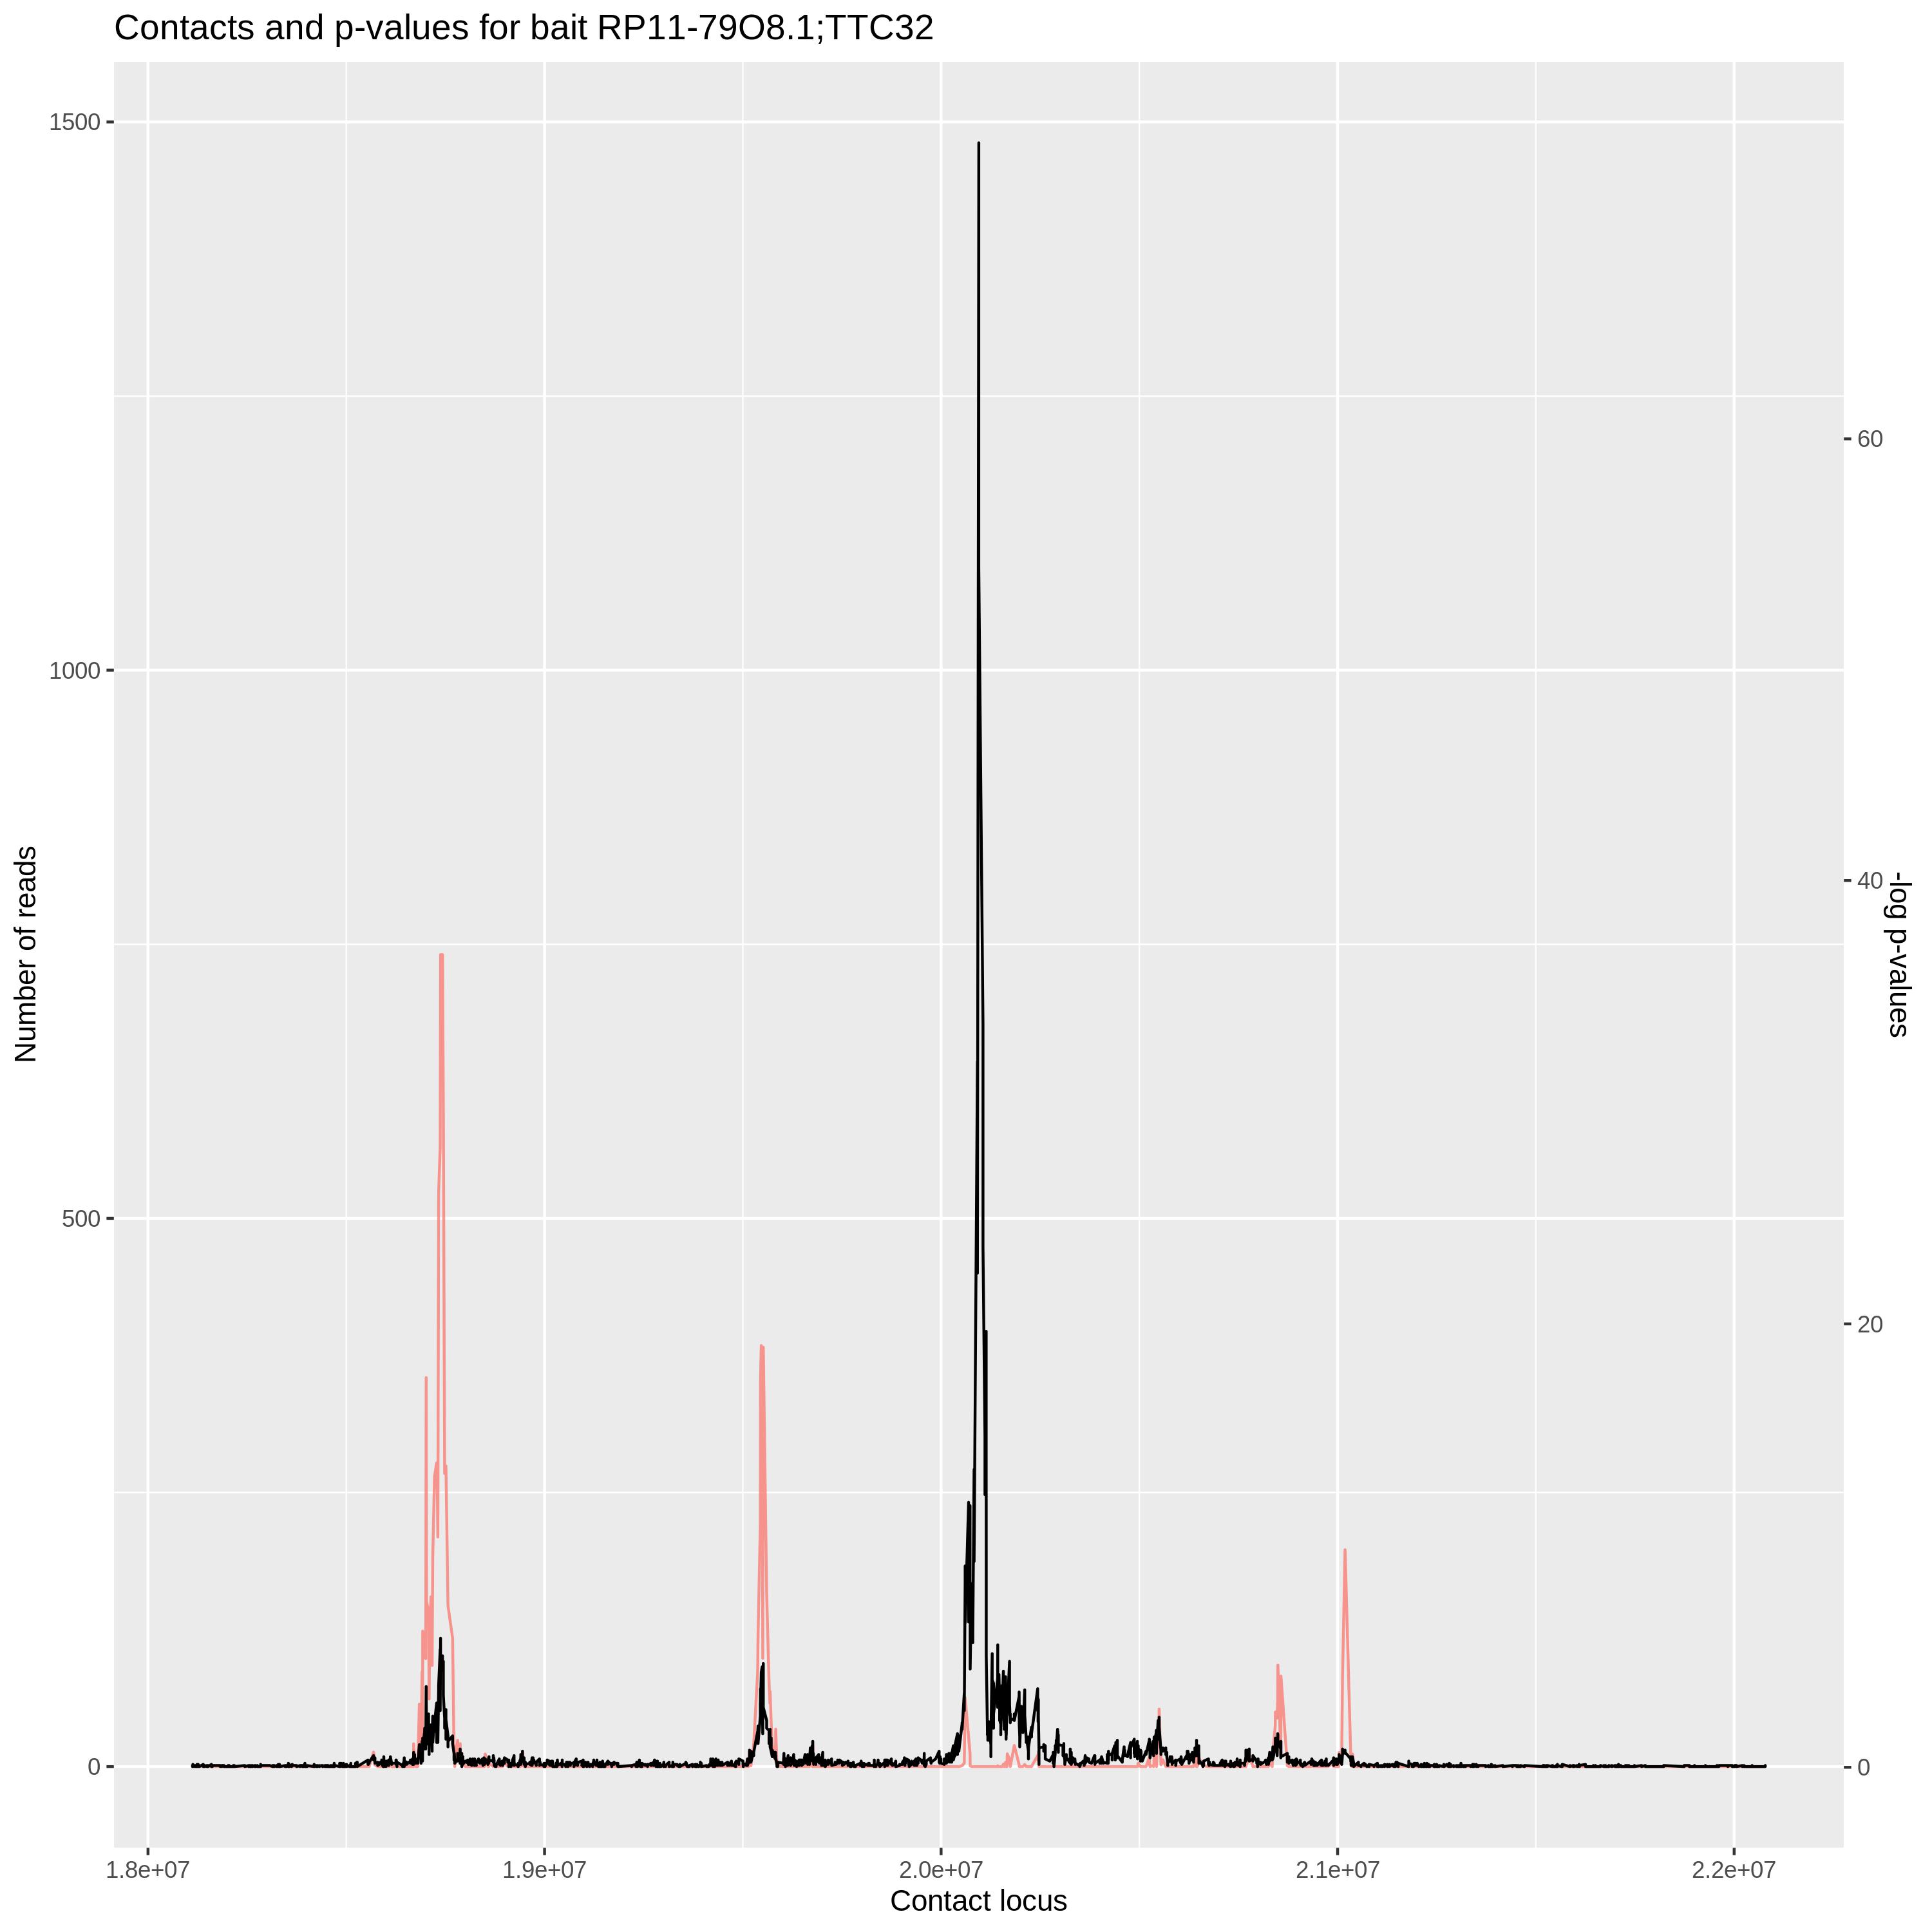 Contacts and p-values for bait RP11-79O8.1;TTC32
1500
1000
500
0
Number of reads
60
40
20
0
-log p-values
1.8e+07
1.9e+07
2.0e+07
2.1e+07
2.2e+07
Contact locus